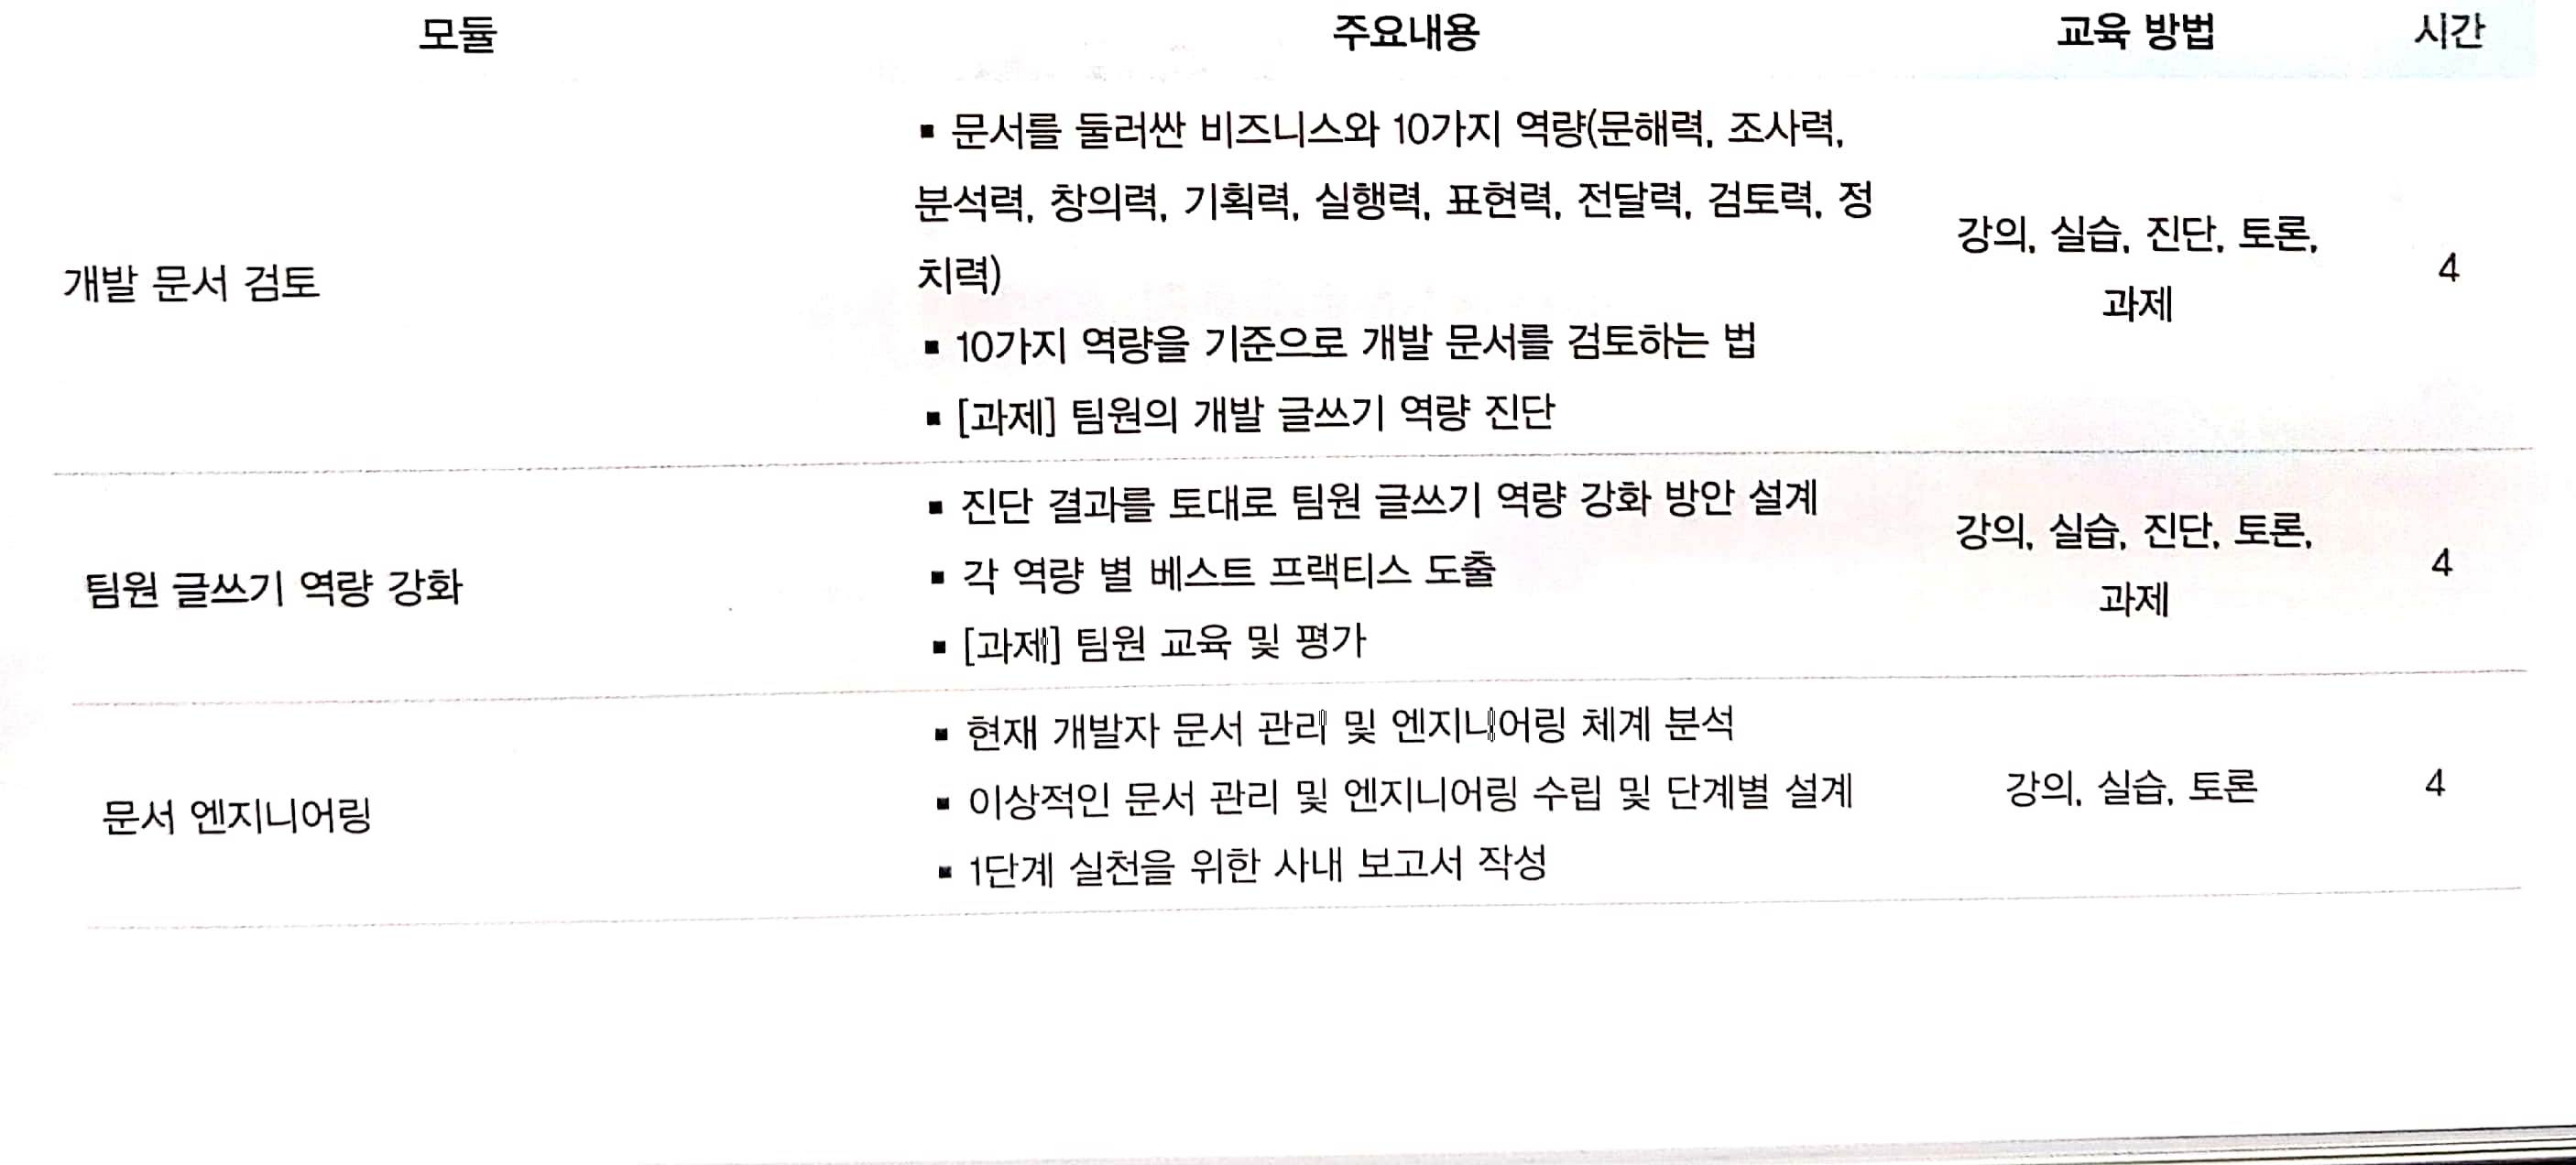 모듈 주요내용 교육 방법 시간
▪ 문서를 둘러싼 비즈니스와 10가지 역량(문해력, 조사력,
분석력, 창의력, 기획력, 실행력, 표현력, 전달력, 검토력, 정
치력)
▪ 10가지 역량을 기준으로 개발 문서를 검토하는 법
▪ [과제] 팀원의 개발 글쓰기 역량 진단
개발 문서 검토
강의, 실습, 진단, 토론,
과제
4
▪ 진단 결과를 토대로 팀원 글쓰기 역량 강화 방안 설계
▪ 각 역량 별 베스트 프랙티스 도출
▪ [과제] 팀원 교육 및 평가
팀원 글쓰기 역량 강화
강의, 실습, 진단, 토론,
과제
4
▪ 현재 개발자 문서 관리 및 엔지니어링 체계 분석
▪ 이상적인 문서 관리 및 엔지니어링 수립 및 단계별 설계
▪ 1단계 실천을 위한 사내 보고서 작성
문서 엔지니어링
강의, 실습, 토론
4